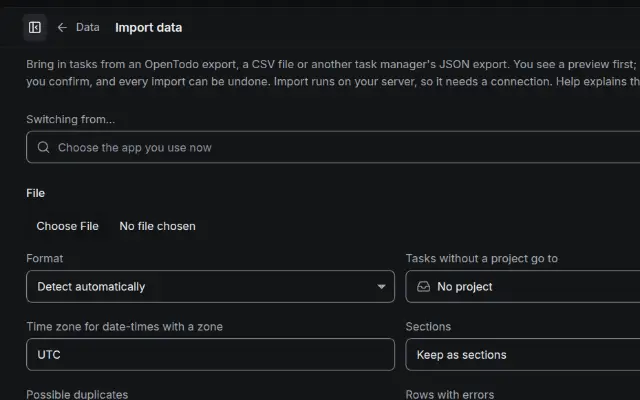 Data Import data
Bring in tasks from an OpenTodo export, a CSV file or another task manager's JSON export. You see a preview first;
you confirm, and every import can be undone. Import runs on your server, so it needs a connection. Help explains th
Switching from...
Choose the app you use now
File
Choose File No file chosen
Format
Tasks without a project go to
Detect automatically
No project
Time zone for date-times with a zone
Sections
UTC
Keep as sections
Possible duplicates
Rows with errors